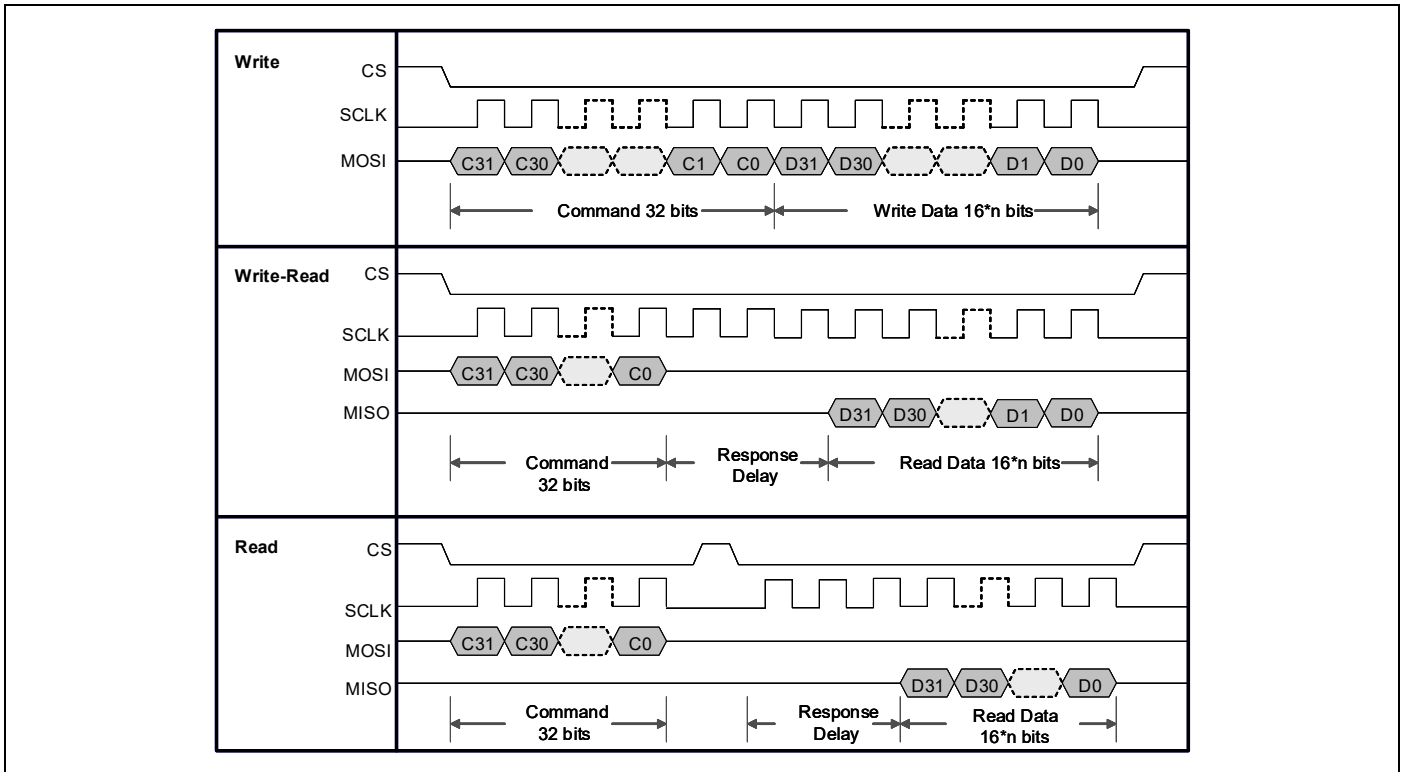 Write
CS
SCLK
MOSI
C31 C30 C1 C0 D31 D30 D1 D0
Command 32 bits
Write Data 16*n bits
Write-Read
CS
SCLK
MOSI
C31 C30 C0
MISO
D31 D30 D1 D0
Command
32 bits
Response
Delay
Read Data 16*n bits
Read
CS
SCLK
MOSI
C31 C30 C0
MISO
D31 D30 D0
Command
32 bits
Response
Delay
Read Data
16*n bits